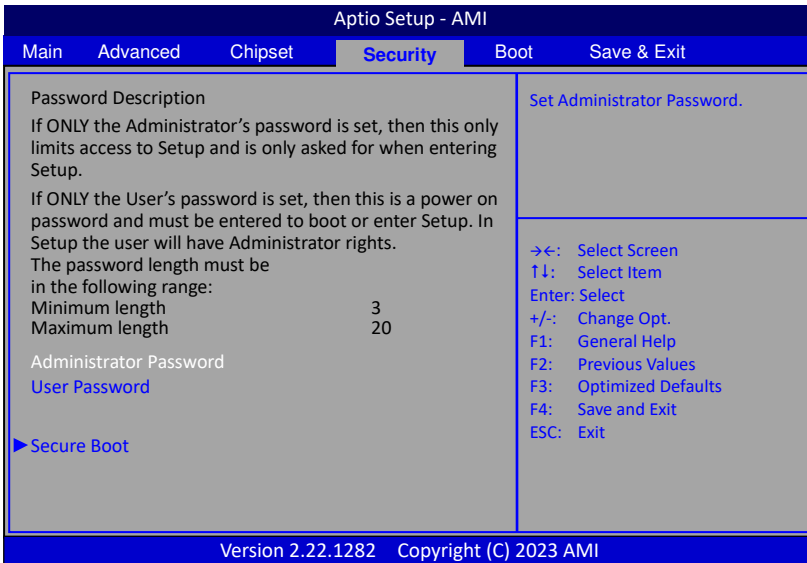 Aptio Setup - AMI
Main Advanced Chipset Security Boot Save & Exit
Password Description
If ONLY the Administrator's password is set, then this only
limits access to Setup and is only asked for when entering
Setup.
If ONLY the User's password is set, then this is a power on
password and must be entered to boot or enter Setup. In
Setup the user will have Administrator rights.
The password length must be
in the following range:
Minimum length 3
Maximum length 20
Administrator Password
User Password
▶Secure Boot
Set Administrator Password.
→←: Select Screen
↑↓: Select Item
Enter: Select
+/-: Change Opt.
F1: General Help
F2: Previous Values
F3: Optimized Defaults
F4: Save and Exit
ESC: Exit
Version 2.22.1282 Copyright (C) 2023 AMI